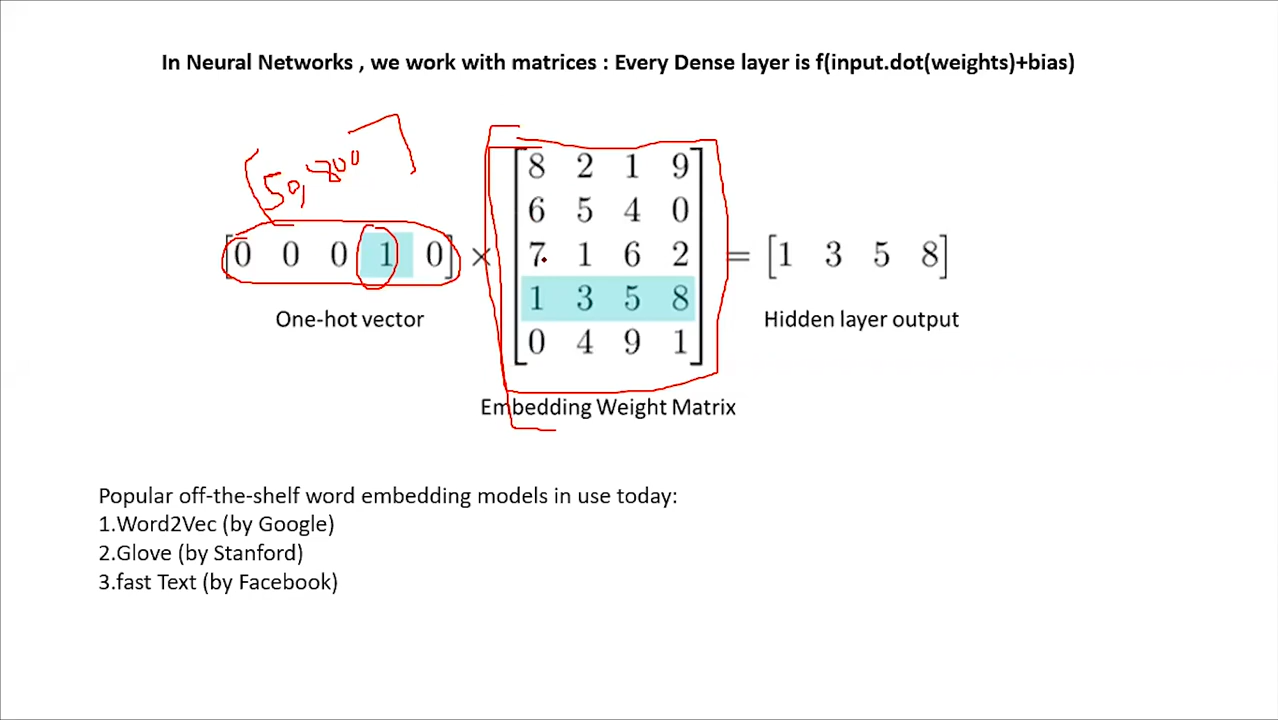 In Neural Networks , we work with matrices : Every Dense layer is f(input.dot(weights)+bias)
[0 0 0 1 0] ×
8 2 1 9
6 5 4 0
7 1 6 2
1 3 5 8
0 4 9 1
= [1 3 5 8]
One-hot vector
Hidden layer output
Embedding Weight Matrix
Popular off-the-shelf word embedding models in use today:
1.Word2Vec (by Google)
2.Glove (by Stanford)
3.fast Text (by Facebook)